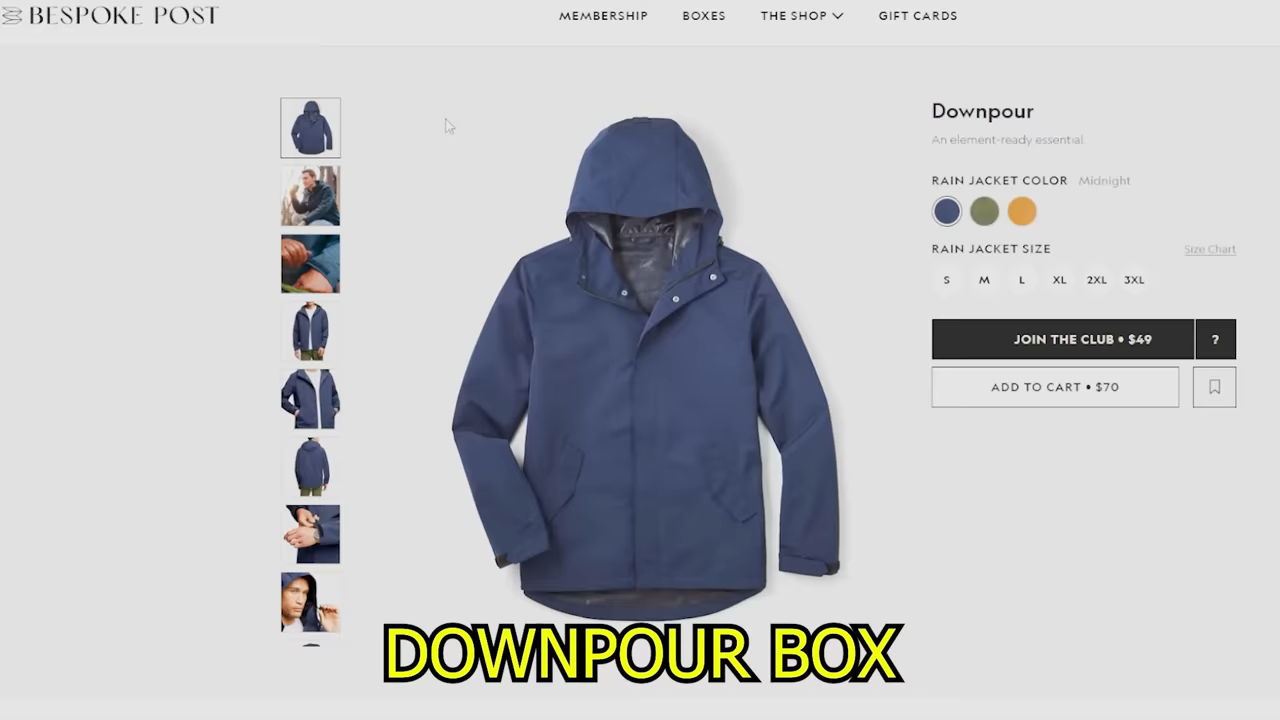 BESPOKE POST
MEMBERSHIP
BOXES
THE SHOP
GIFT CARDS
Downpour
An element-ready essential.
RAIN JACKET COLOR Midnight
RAIN JACKET SIZE Size Chart
S M L XL 2XL 3XL
JOIN THE CLUB • $49 ?
ADD TO CART • $70
DOWNPOUR BOX